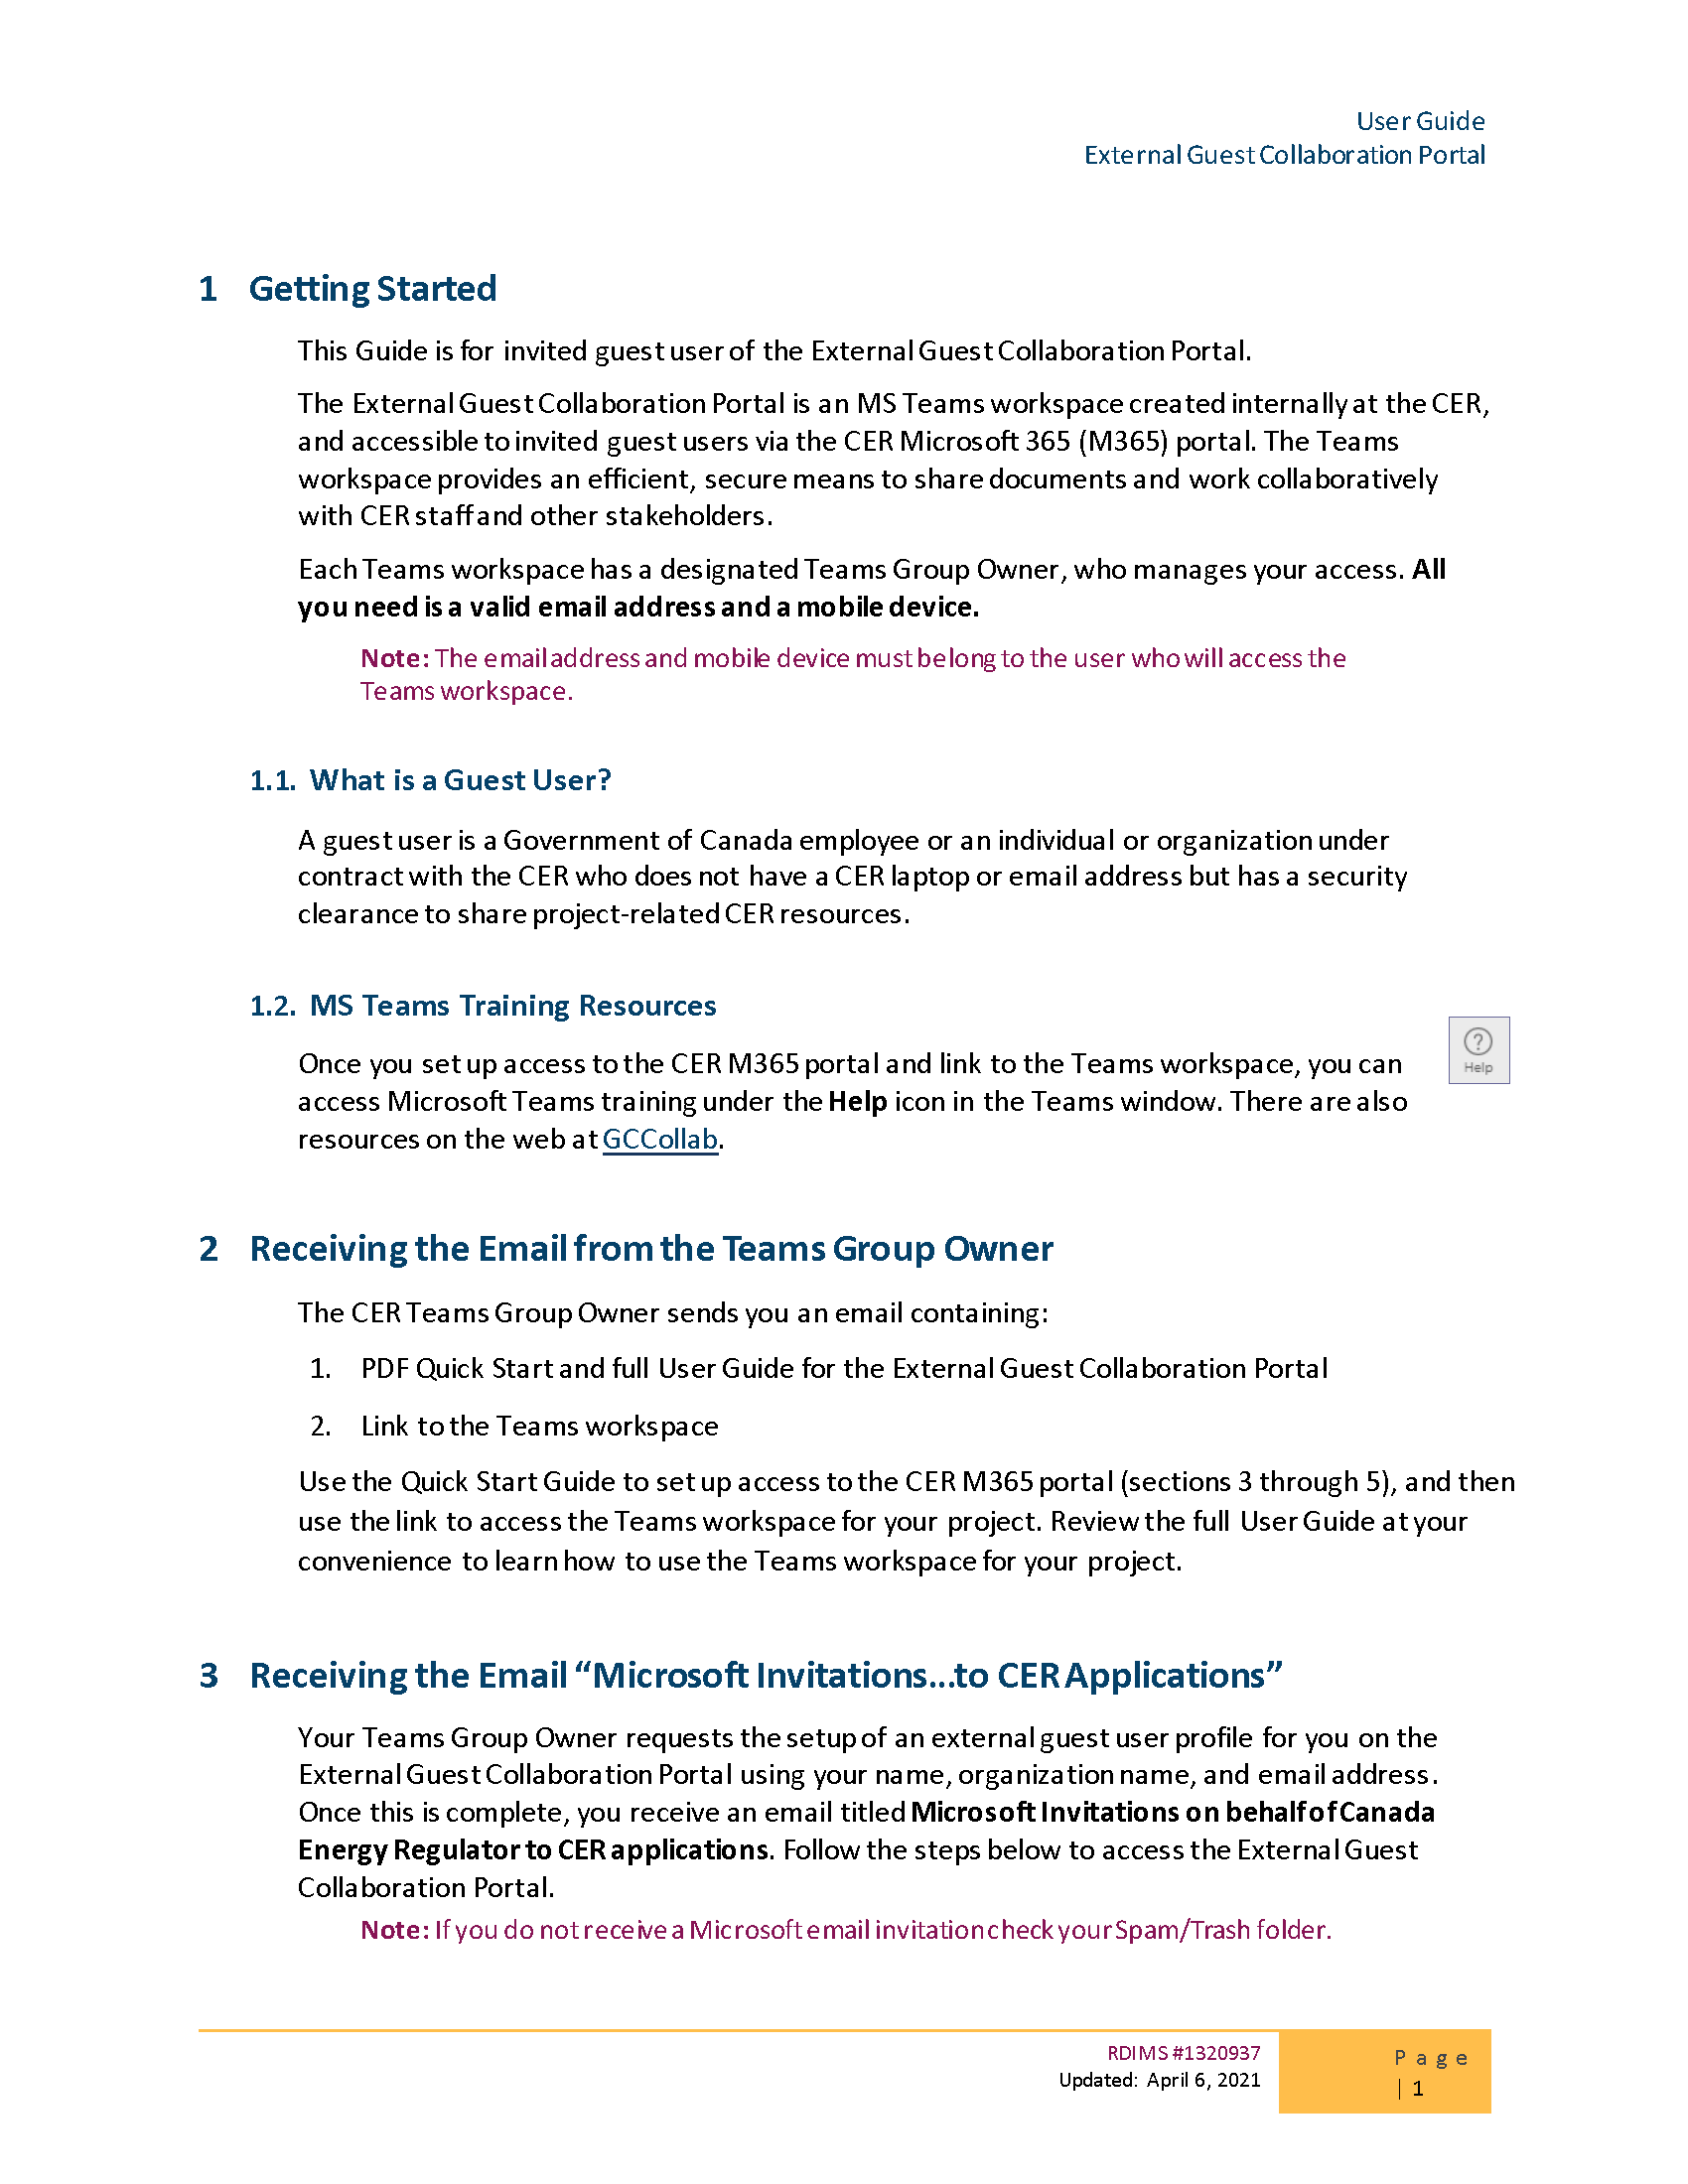 User Guide
External Guest Collaboration Portal
1 Getting Started
This Guide is for invited guest user of the External Guest Collaboration Portal.
The External Guest Collaboration Portal is an MS Teams workspace created internally at the CER,
and accessible to invited guest users via the CER Microsoft 365 (M365) portal. The Teams
workspace provides an efficient, secure means to share documents and work collaboratively
with CER staff and other stakeholders.
Each Teams workspace has a designated Teams Group Owner, who manages your access. All
you need is a valid email address and a mobile device.
Note: The email address and mobile device must belong to the user who will access the
Teams workspace.
1.1. What is a Guest User?
A guest user is a Government of Canada employee or an individual or organization under
contract with the CER who does not have a CER laptop or email address but has a security
clearance to share project-related CER resources.
1.2. MS Teams Training Resources
Once you set up access to the CER M365 portal and link to the Teams workspace, you can
access Microsoft Teams training under the Help icon in the Teams window. There are also
resources on the web at GCCollab.
Help
2 Receiving the Email from the Teams Group Owner
The CER Teams Group Owner sends you an email containing:
1. PDF Quick Start and full User Guide for the External Guest Collaboration Portal
2. Link to the Teams workspace
Use the Quick Start Guide to set up access to the CER M365 portal (sections 3 through 5), and then
use the link to access the Teams workspace for your project. Review the full User Guide at your
convenience to learn how to use the Teams workspace for your project.
3 Receiving the Email “Microsoft Invitations...to CER Applications”
Your Teams Group Owner requests the setup of an external guest user profile for you on the
External Guest Collaboration Portal using your name, organization name, and email address.
Once this is complete, you receive an email titled Microsoft Invitations on behalf of Canada
Energy Regulator to CER applications. Follow the steps below to access the External Guest
Collaboration Portal.
Note: If you do not receive a Microsoft email invitation check your Spam/Trash folder.
RDIMS #1320937
Updated: April 6, 2021
Page
| 1